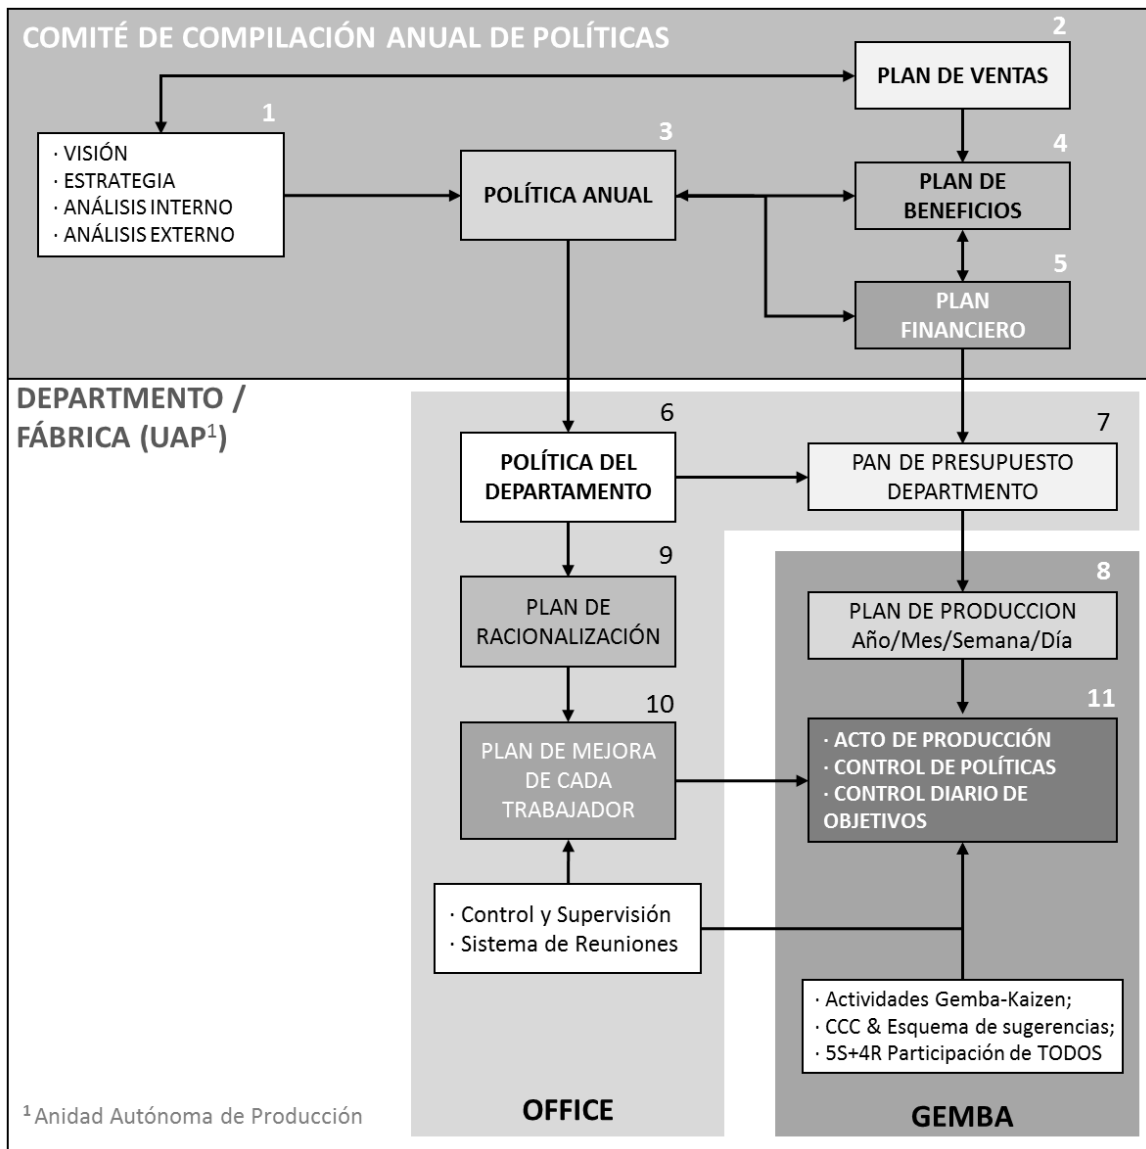 COMITÉ DE COMPILACIÓN ANUAL DE POLÍTICAS
2
PLAN DE VENTAS
1
· VISIÓN
· ESTRATEGIA
· ANÁLISIS INTERNO
· ANÁLISIS EXTERNO
3
POLÍTICA ANUAL
4
PLAN DE
BENEFICIOS
5
PLAN
FINANCIERO
DEPARTMENTO /
FÁBRICA (UAP¹)
6
POLÍTICA DEL
DEPARTAMENTO
7
PAN DE PRESUPUESTO
DEPARTMENTO
9
PLAN DE
RACIONALIZACIÓN
8
PLAN DE PRODUCCION
Año/Mes/Semana/Día
10
PLAN DE MEJORA
DE CADA
TRABAJADOR
11
· ACTO DE PRODUCCIÓN
· CONTROL DE POLÍTICAS
· CONTROL DIARIO DE
OBJETIVOS
· Control y Supervisión
· Sistema de Reuniones
· Actividades Gemba-Kaizen;
· CCC & Esquema de sugerencias;
· 5S+4R Participación de TODOS
¹ Anidad Autónoma de Producción
OFFICE
GEMBA